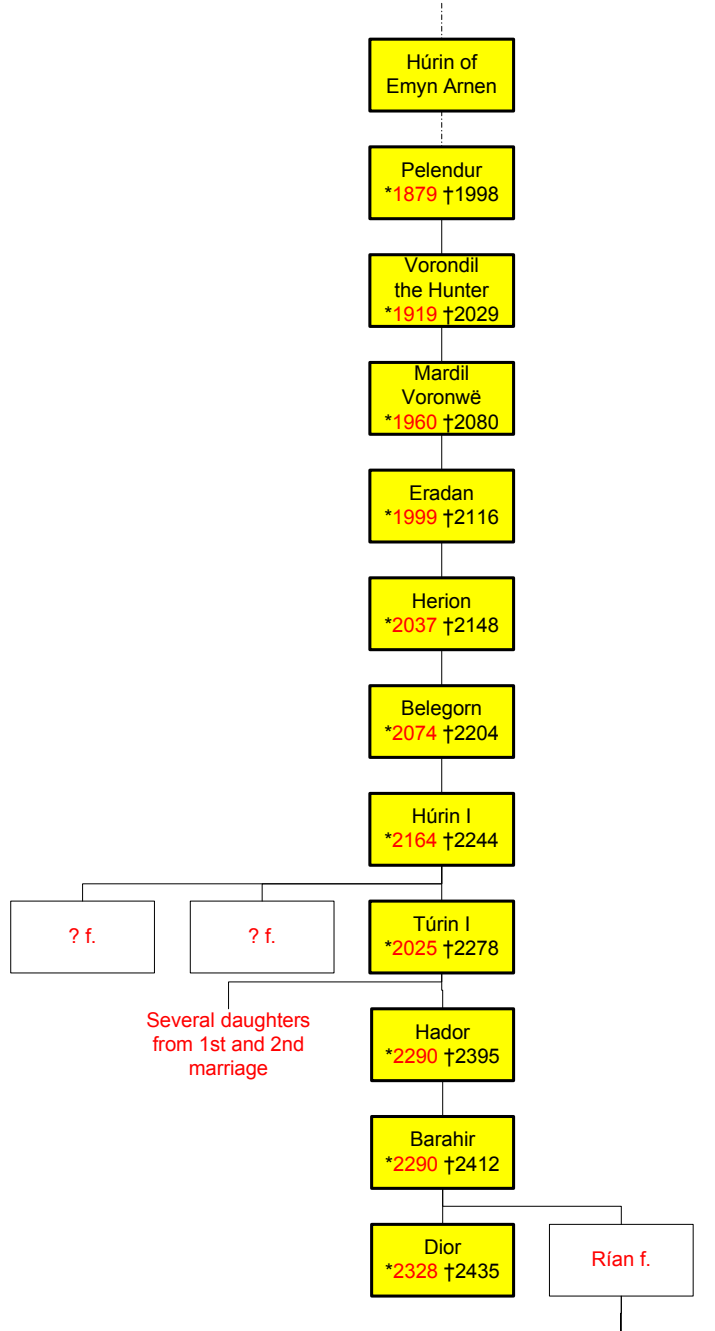 Húrin of
Emyn Arnen
Pelendur
*1879 †1998
Vorondil
the Hunter
*1919 †2029
Mardil
Voronwë
*1960 †2080
Eradan
*1999 †2116
Herion
*2037 †2148
Belegorn
*2074 †2204
Húrin I
*2164 †2244
? f.
? f.
Túrin I
*2025 †2278
Several daughters
from 1st and 2nd
marriage
Hador
*2290 †2395
Barahir
*2290 †2412
Dior
*2328 †2435
Rían f.